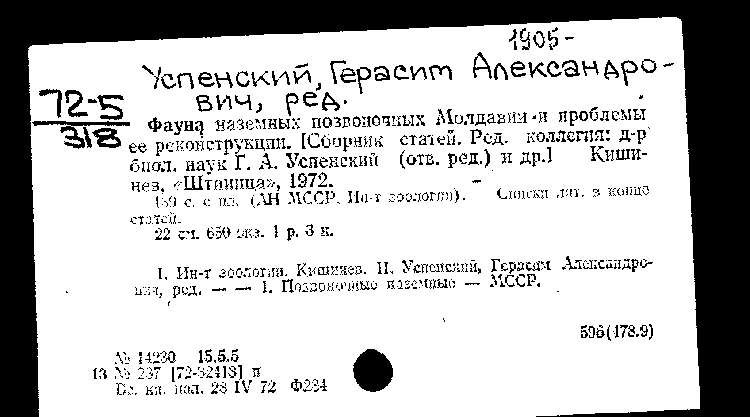 1905-
Успенский, Герасим Александро-
вич, ред.
72-5
318
Фауна наземных позвоночных Молдавии и проблемы
ее реконструкции. [Сборник статей. Ред. коллегия: д-р
биол. наук Г. А. Успенский (отв. ред.) и др.] Киши-
нев, «Штиинца», 1972.
159 с. с ил. (АН МССР. Ин-т зоологии). Списки лит. в конце
статей.
22 см. 650 экз. 1 р. 3 к.
I. Ин-т зоологии. Кишинев. II. Успенский, Герасим Александро-
вич, ред. — — 1. Позвоночные наземные — МССР.
596(478.9)
№ 14230 15.5.5
13 № 237 [72-32418] п
Вс. кн. пал. 28 IV 72 Ф234